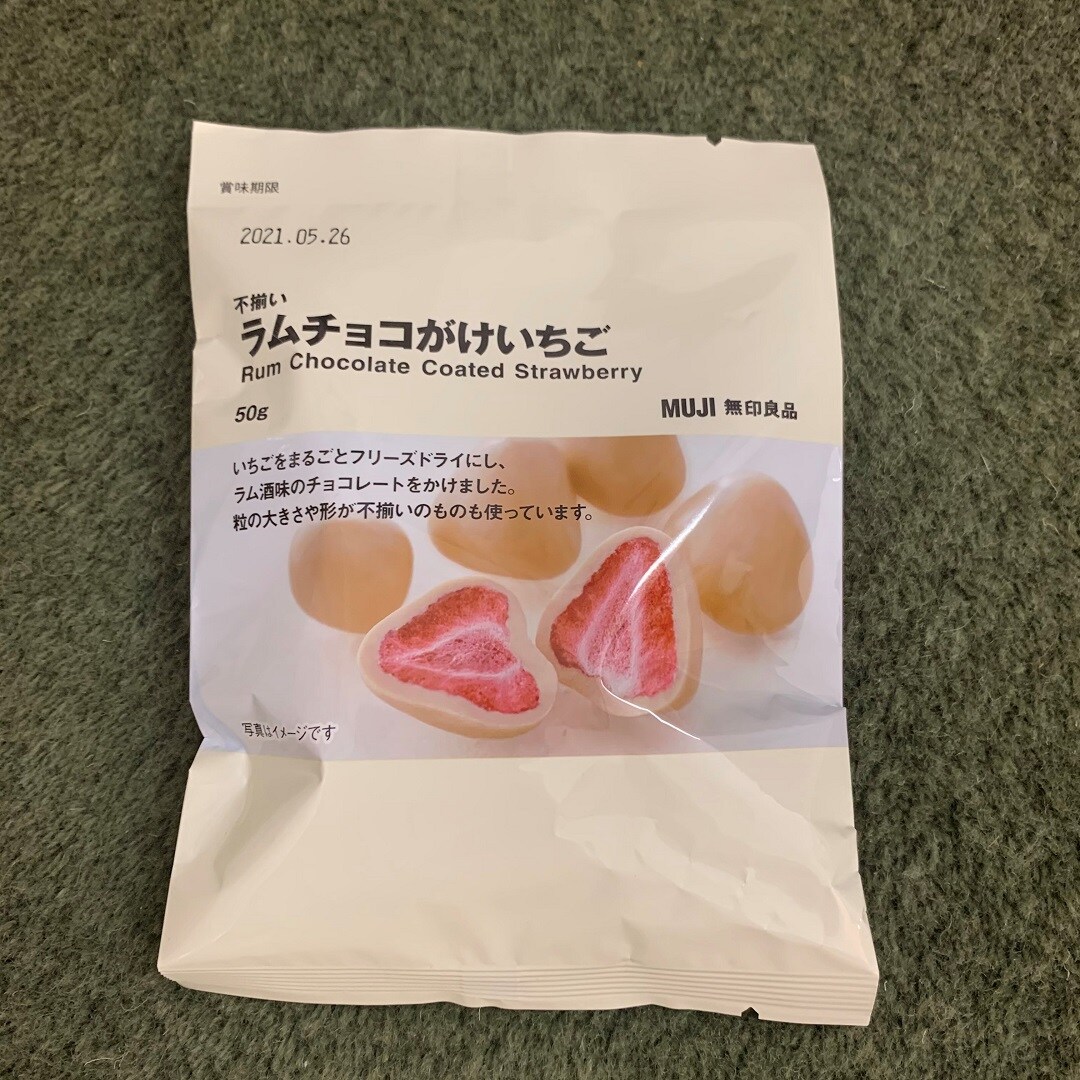 賞味期限
2021.05.26
不揃い
ラムチョコがけいちご
Rum Chocolate Coated Strawberry
50g
MUJI 無印良品
いちごをまるごとフリーズドライにし、
ラム酒味のチョコレートをかけました。
粒の大きさや形が不揃いのものも使っています。
写真はイメージです